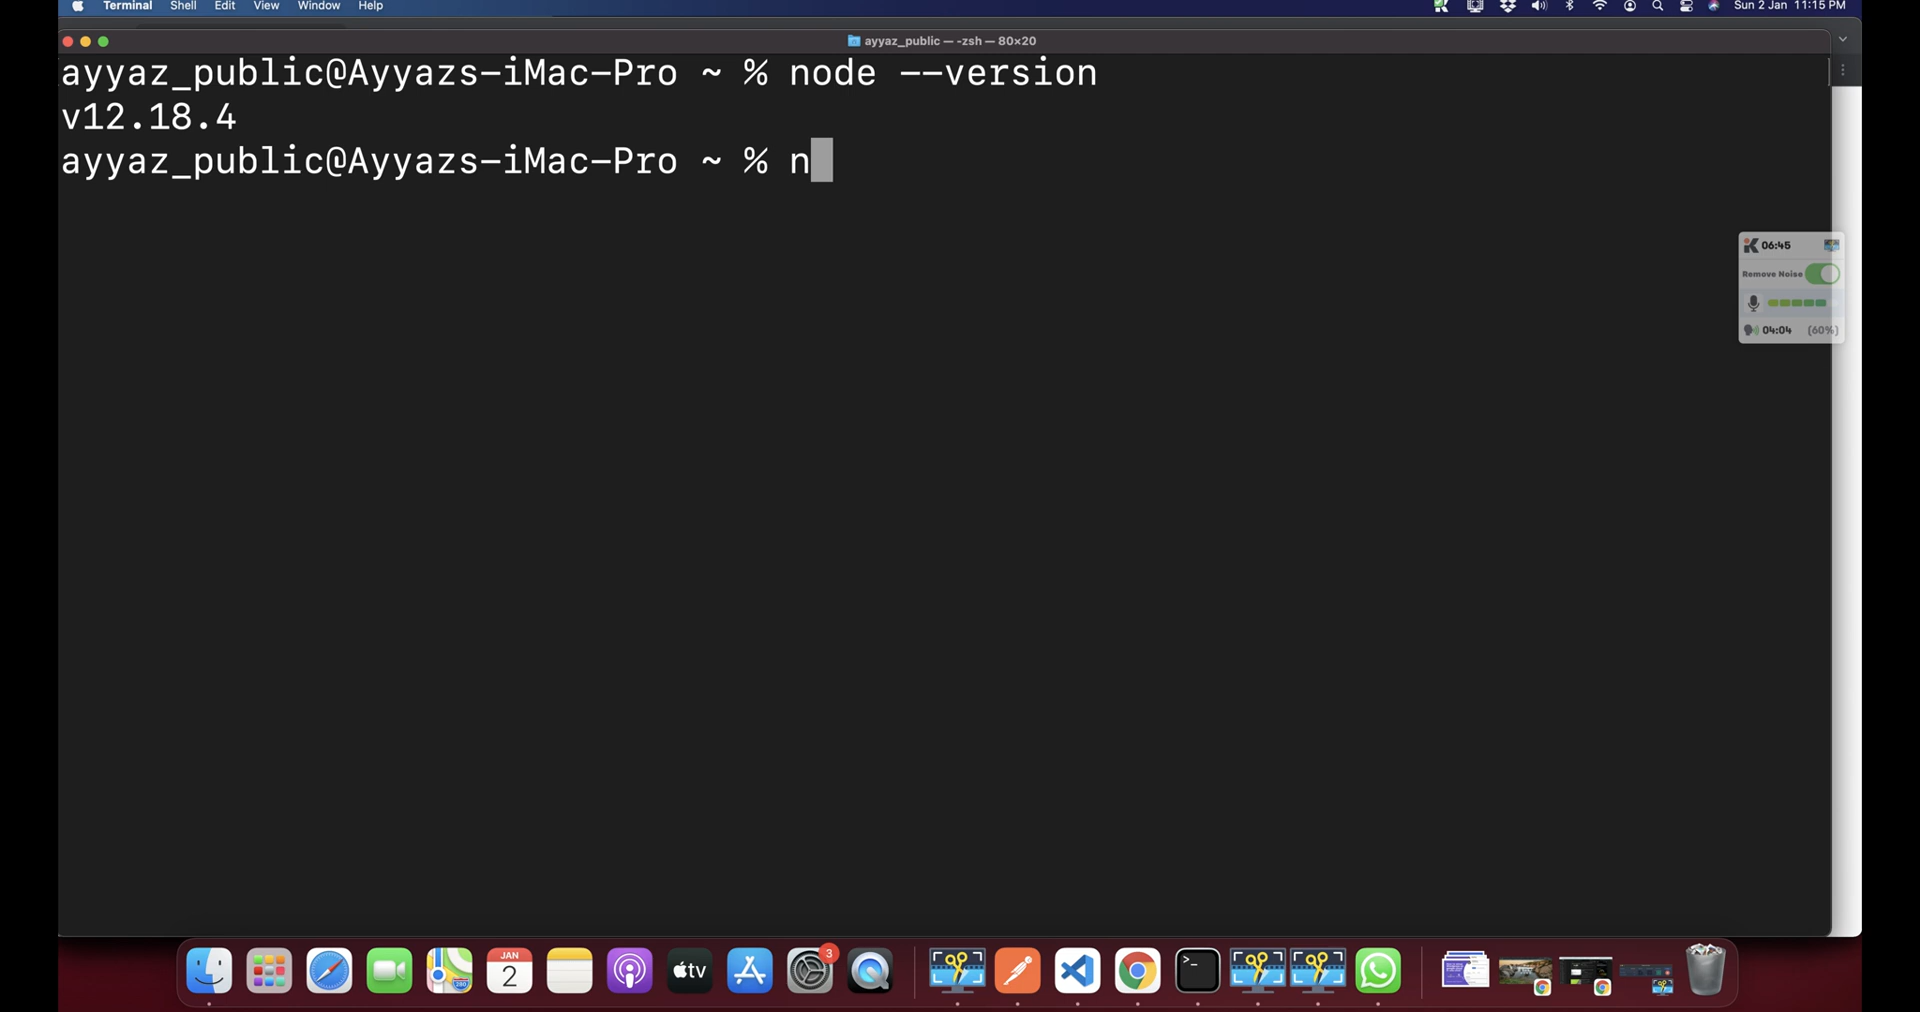 Terminal Shell Edit View Window Help Sun 2 Jan 11:15 PM
ayyaz_public — -zsh — 80×20
ayyaz_public@Ayyazs-iMac-Pro ~ % node --version
v12.18.4
ayyaz_public@Ayyazs-iMac-Pro ~ % n
06:45
Remove Noise
04:04 (60%)
JAN
2
280
tv
3
>_